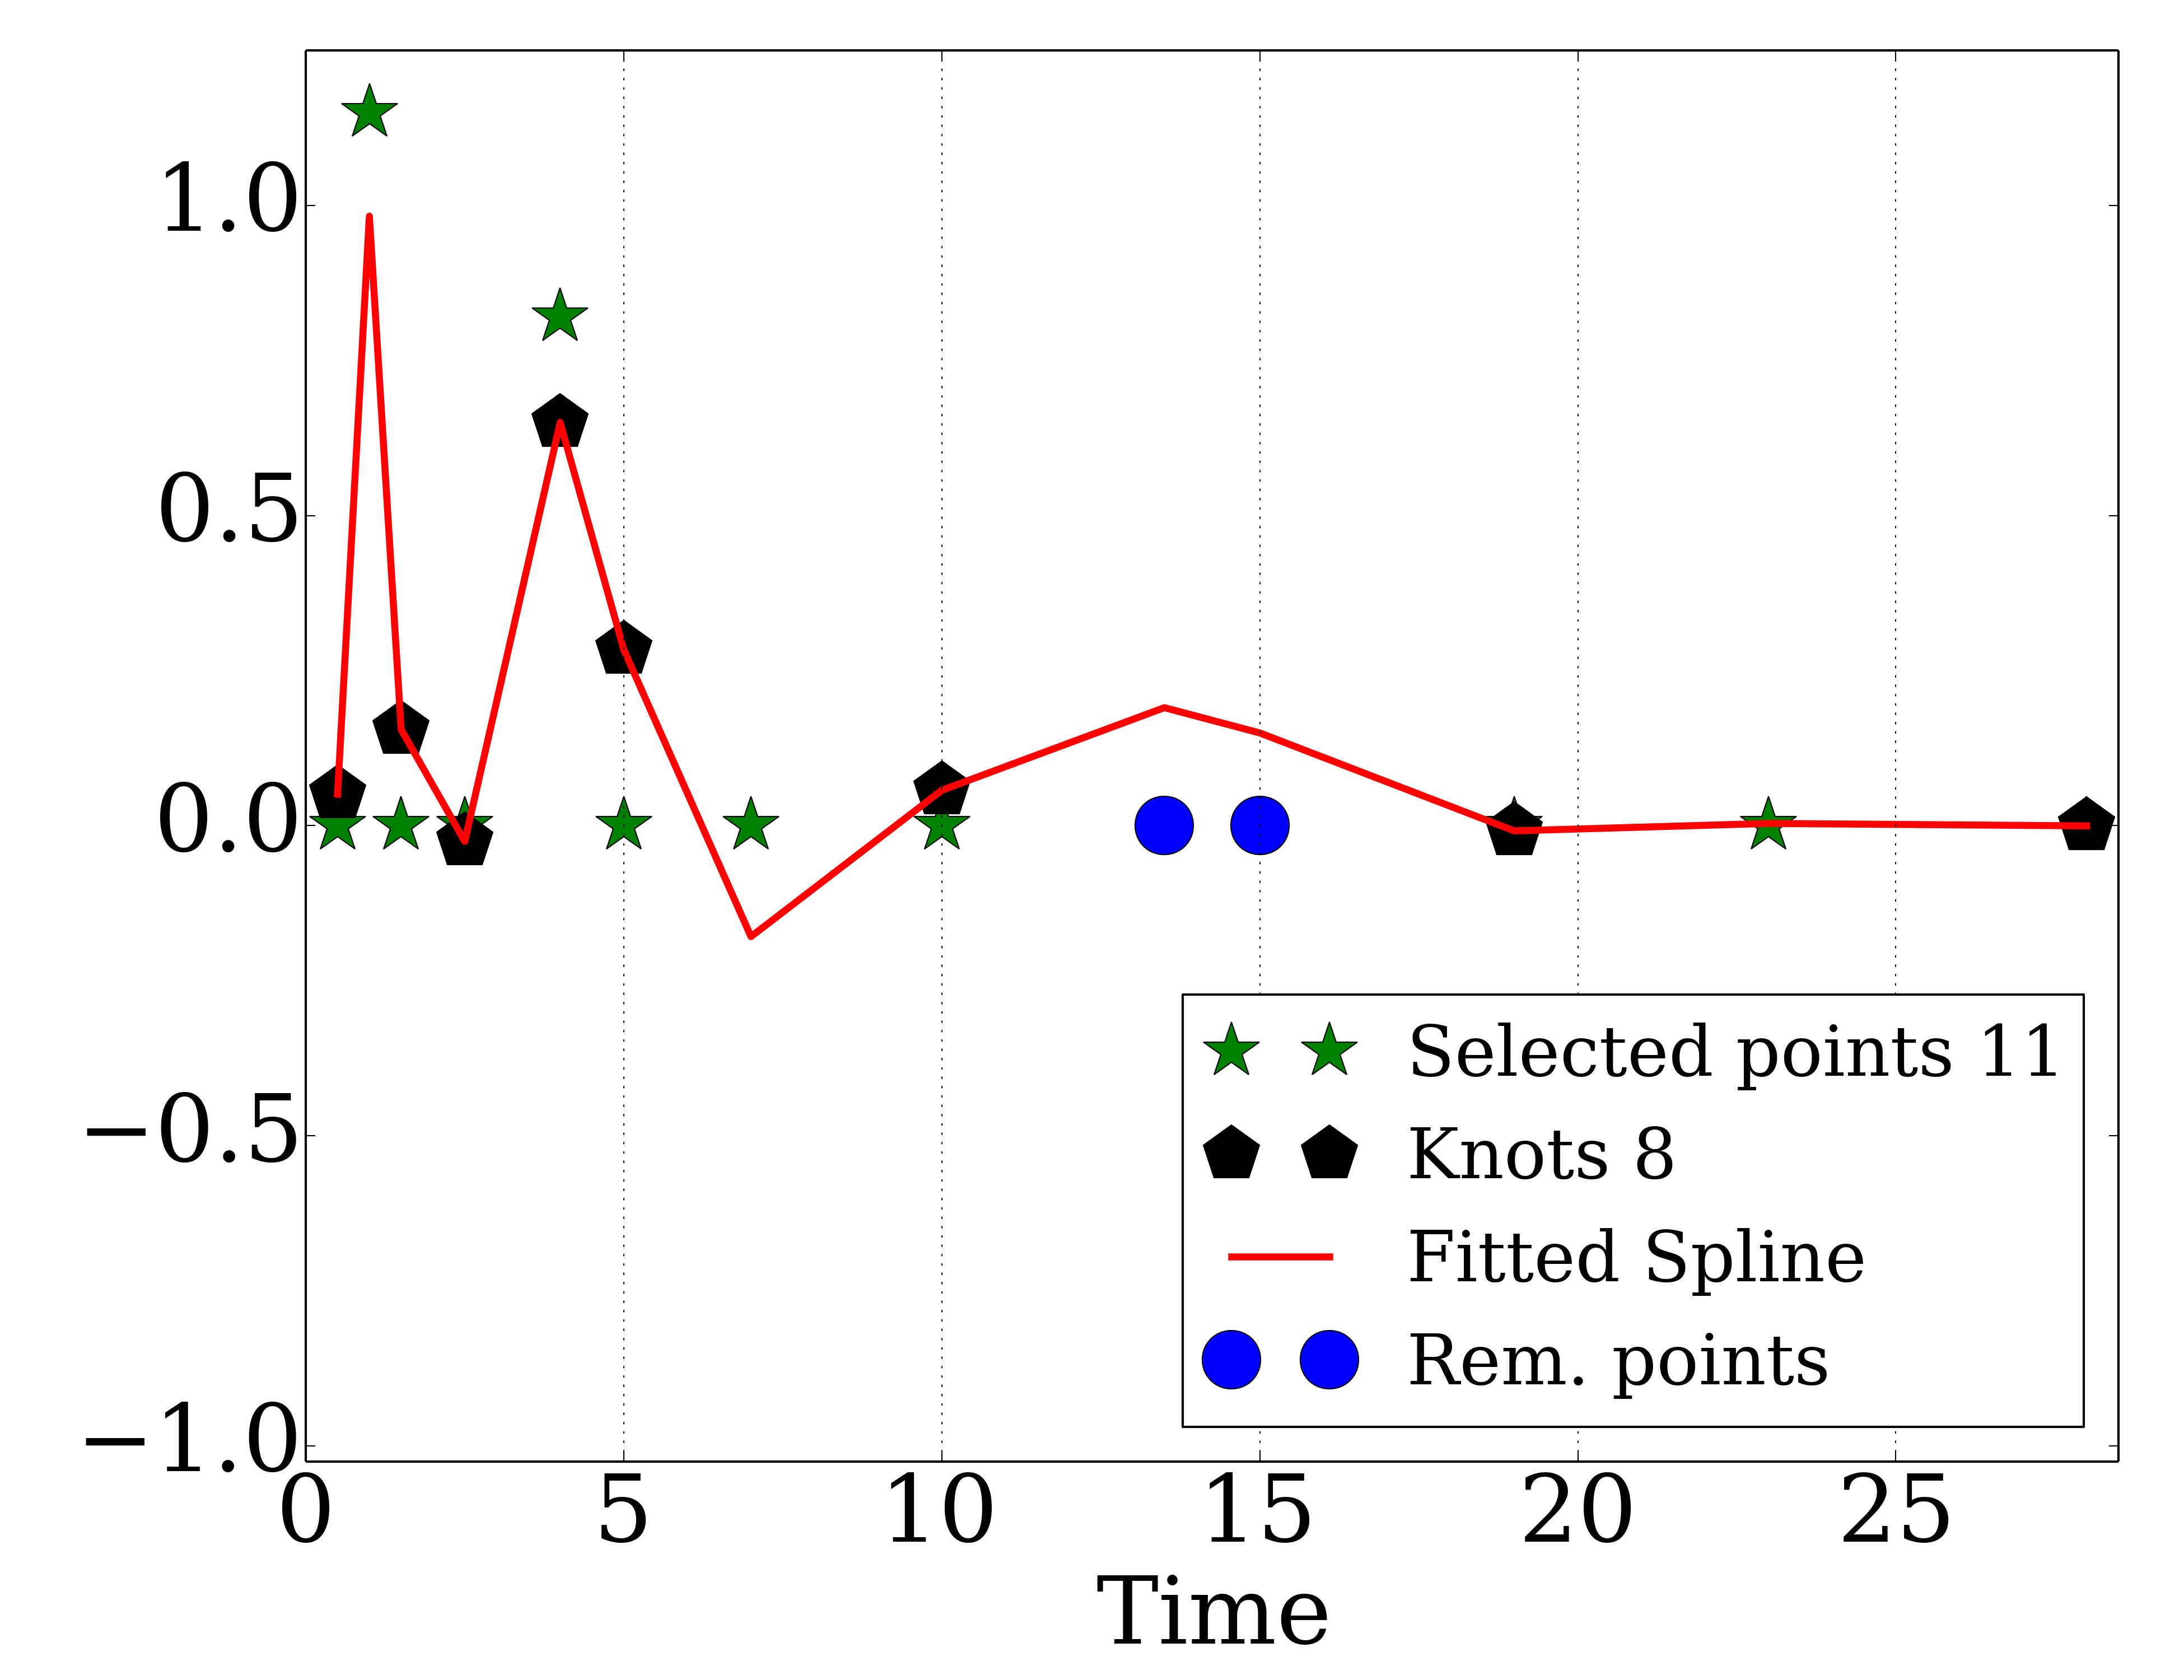 1.0
0.5
0.0
−0.5
−1.0
0 5 10 15 20 25
Time
Selected points 11
Knots 8
Fitted Spline
Rem. points